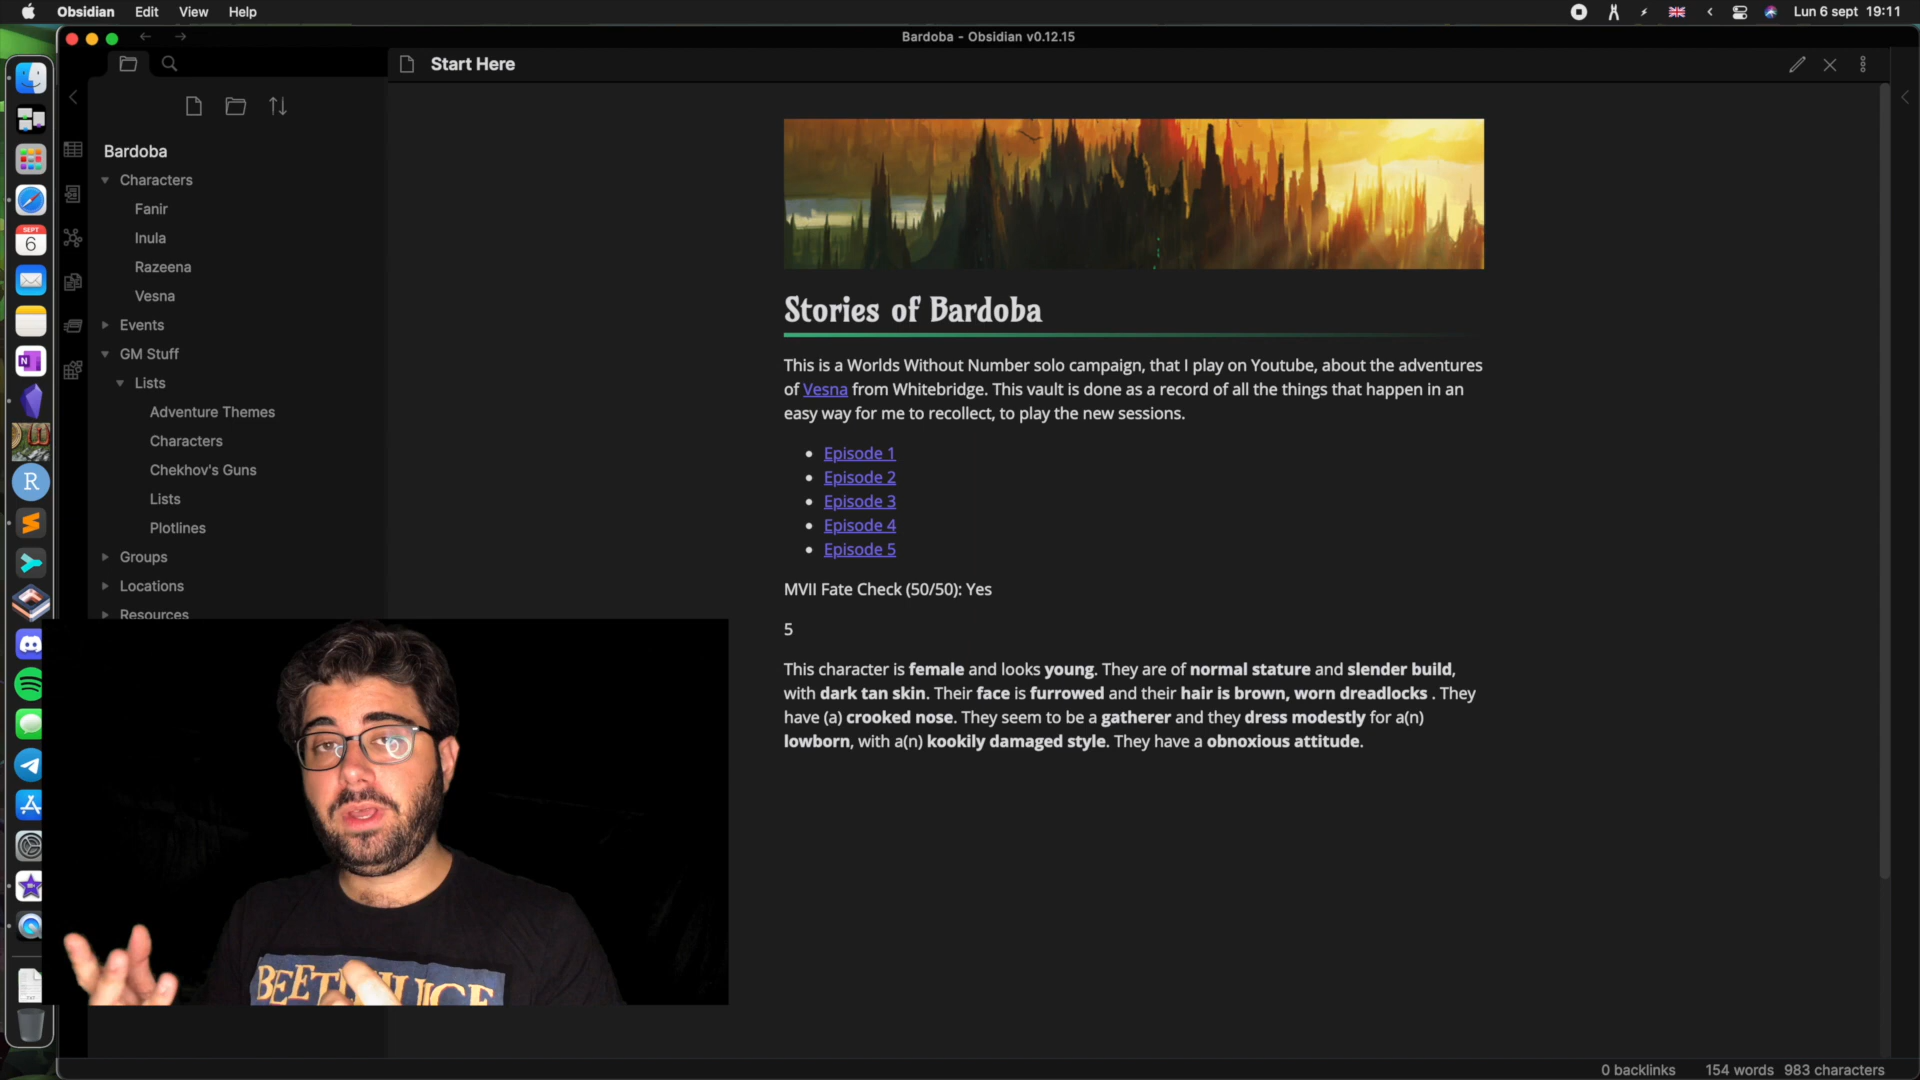 Obsidian Edit View Help
Lun 6 sept 19:11
Bardoba - Obsidian v0.12.15
Start Here
Bardoba
Characters
Fanir
Inula
Razeena
Vesna
Events
GM Stuff
Lists
Adventure Themes
Characters
Chekhov's Guns
Lists
Plotlines
Groups
Locations
Resources
SEPT
6
N
R
TXT
Stories of Bardoba
This is a Worlds Without Number solo campaign, that I play on Youtube, about the adventures
of Vesna from Whitebridge. This vault is done as a record of all the things that happen in an
easy way for me to recollect, to play the new sessions.
Episode 1
Episode 2
Episode 3
Episode 4
Episode 5
MVII Fate Check (50/50): Yes
5
This character is female and looks young. They are of normal stature and slender build,
with dark tan skin. Their face is furrowed and their hair is brown, worn dreadlocks . They
have (a) crooked nose. They seem to be a gatherer and they dress modestly for a(n)
lowborn, with a(n) kookily damaged style. They have a obnoxious attitude.
BEETLEJUICE
0 backlinks 154 words 983 characters